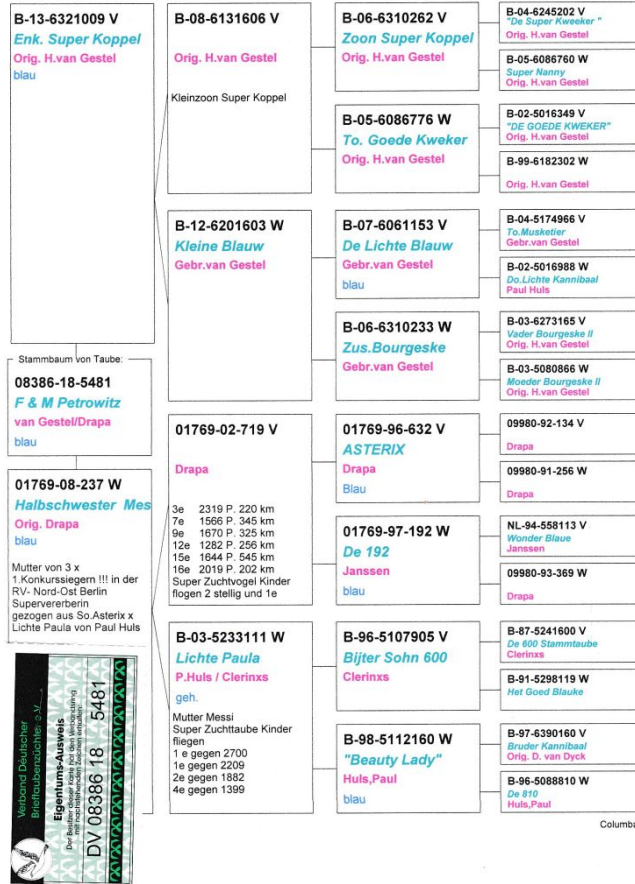 B-13-6321009 V
Enk. Super Koppel
Orig. H.van Gestel
blau
Stammbaum von Taube:
08386-18-5481
F & M Petrowitz
van Gestel/Drapa
blau
01769-08-237 W
Halbschwester Mes
Orig. Drapa
blau
Mutter von 3 x
1.Konkurssiegern !!! in der
RV- Nord-Ost Berlin
Supervererberin
gezogen aus So.Asterix x
Lichte Paula von Paul Huls
Verband Deutscher
Brieftaubenzüchter e.V.
Eigentums-Ausweis
Der Besitzer dieser Karte hat den Verbandsring
mit nachstehenden Zeichen erhalten:
DV 08386 18 5481
B-08-6131606 V
Orig. H.van Gestel
Kleinzoon Super Koppel
B-12-6201603 W
Kleine Blauw
Gebr.van Gestel
01769-02-719 V
Drapa
3e 2319 P. 220 km
7e 1566 P. 345 km
9e 1670 P. 325 km
12e 1282 P. 256 km
15e 1644 P. 545 km
16e 2019 P. 202 km
Super Zuchtvogel Kinder
flogen 2 stellig und 1e
B-03-5233111 W
Lichte Paula
P.Huls / Clerinxs
geh.
Mutter Messi
Super Zuchttaube Kinder
fliegen
1 e gegen 2700
1e gegen 2209
2e gegen 1882
4e gegen 1399
B-06-6310262 V
Zoon Super Koppel
Orig. H.van Gestel
B-05-6086776 W
To. Goede Kweker
Orig. H.van Gestel
B-07-6061153 V
De Lichte Blauw
Gebr.van Gestel
blau
B-06-6310233 W
Zus.Bourgeske
Gebr.van Gestel
01769-96-632 V
ASTERIX
Drapa
Blau
01769-97-192 W
De 192
Janssen
blau
B-96-5107905 V
Bijter Sohn 600
Clerinxs
B-98-5112160 W
"Beauty Lady"
Huls,Paul
blau
B-04-6245202 V
"De Super Kweeker "
Orig. H.van Gestel
B-05-6086760 W
Super Nanny
Orig. H.van Gestel
B-02-5016349 V
"DE GOEDE KWEKER"
Orig. H.van Gestel
B-99-6182302 W
Orig. H.van Gestel
B-04-5174966 V
To.Musketier
Gebr.van Gestel
B-02-5016988 W
Do.Lichte Kannibaal
Paul Huls
B-03-6273165 V
Vader Bourgeske II
Orig. H.van Gestel
B-03-5080866 W
Moeder Bourgeske II
Orig. H.van Gestel
09980-92-134 V
Drapa
09980-91-256 W
Drapa
NL-94-558113 V
Wonder Blaue
Janssen
09980-93-369 W
Drapa
B-87-5241600 V
De 600 Stammtaube
Clerinxs
B-91-5298119 W
Het Goed Blauke
B-97-6390160 V
Bruder Kannibaal
Orig. D. van Dyck
B-96-5088810 W
De 810
Huls,Paul
Columba